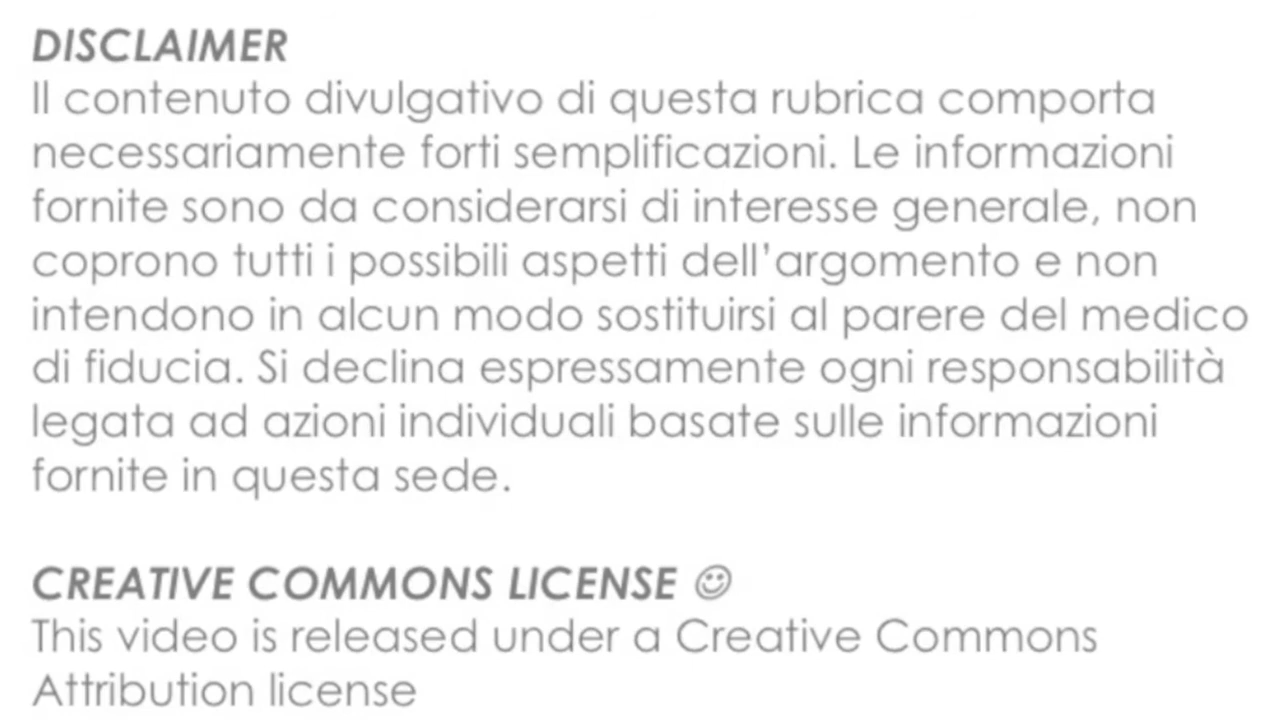 DISCLAIMER
Il contenuto divulgativo di questa rubrica comporta
necessariamente forti semplificazioni. Le informazioni
fornite sono da considerarsi di interesse generale, non
coprono tutti i possibili aspetti dell’argomento e non
intendono in alcun modo sostituirsi al parere del medico
di fiducia. Si declina espressamente ogni responsabilità
legata ad azioni individuali basate sulle informazioni
fornite in questa sede.
CREATIVE COMMONS LICENSE ☺
This video is released under a Creative Commons
Attribution license